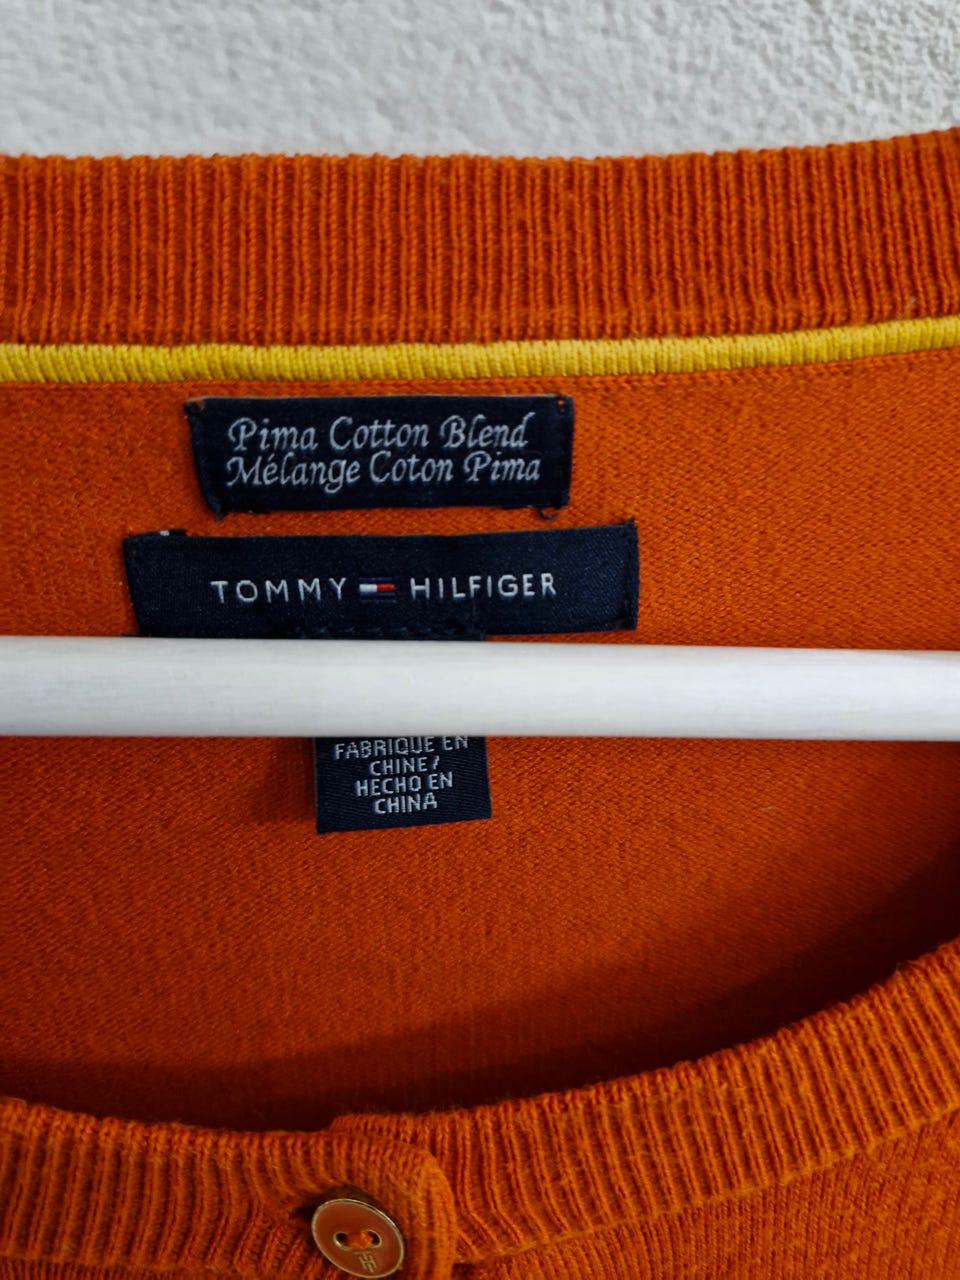 Pima Cotton Blend
Mélange Coton Pima
TOMMY HILFIGER
FABRIQUE EN
CHINE/
HECHO EN
CHINA